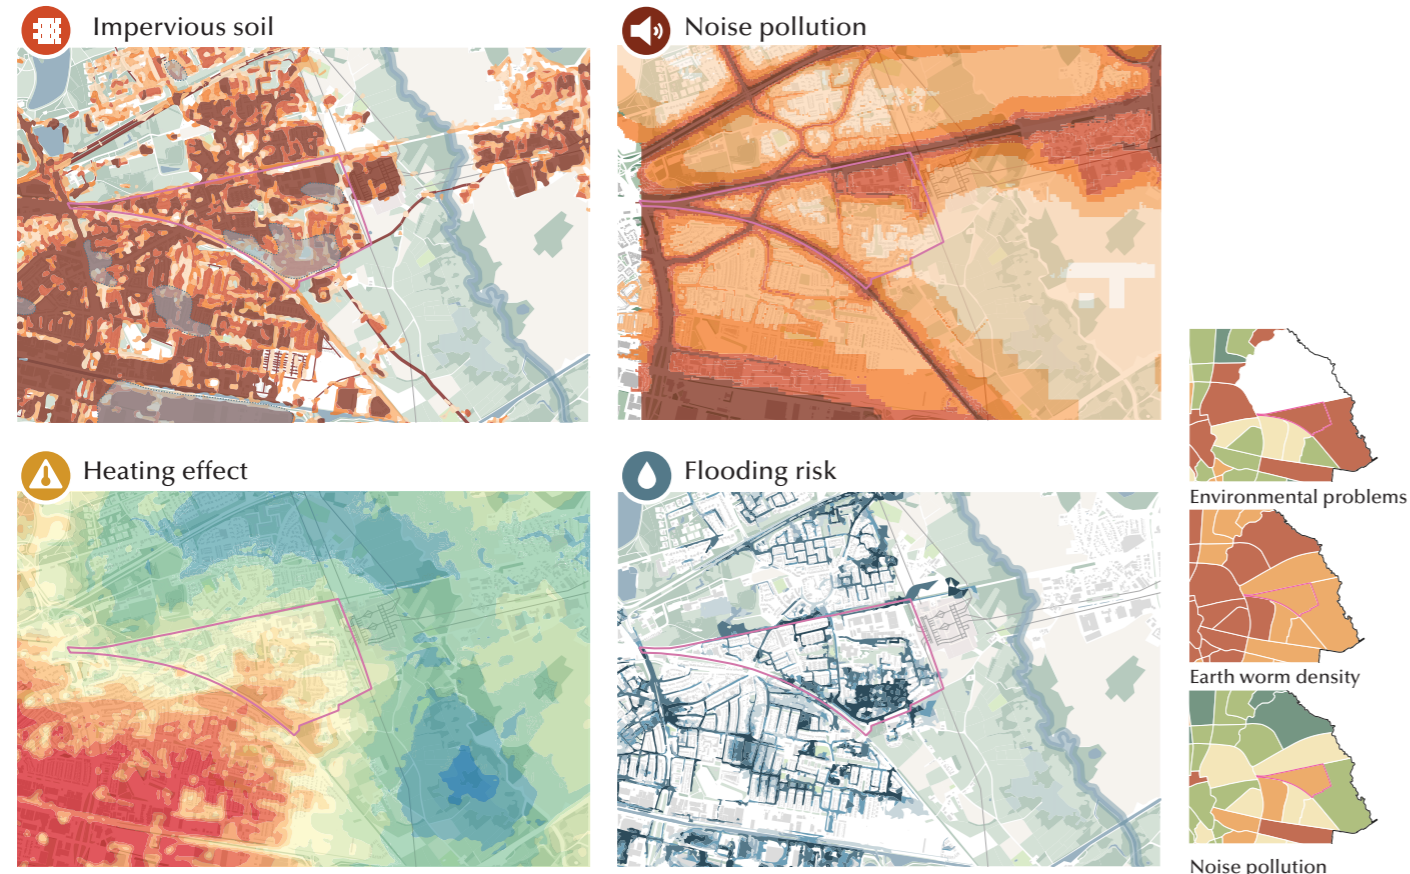 Impervious soil
Noise pollution
Heating effect
Flooding risk
Environmental problems
Earth worm density
Noise pollution